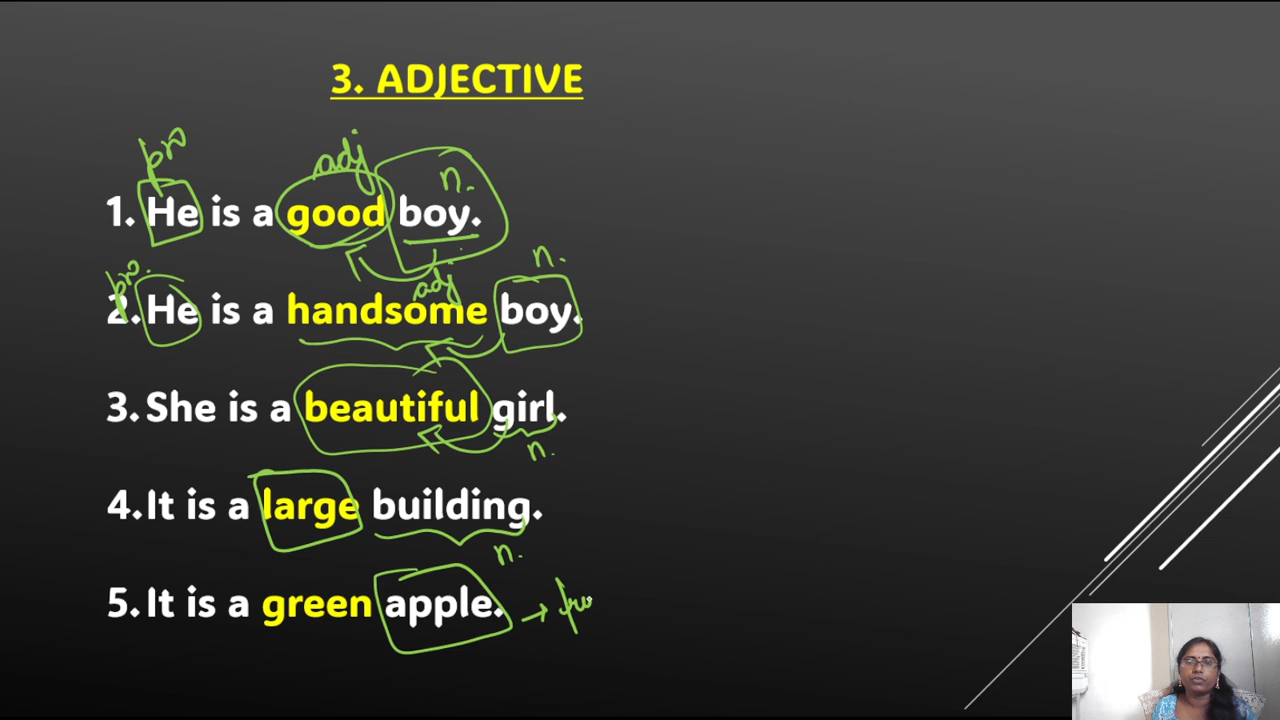 3. ADJECTIVE
pro adj n.
1. He is a good boy.
pro. adj n.
2. He is a handsome boy.
3. She is a beautiful girl.
n.
4. It is a large building.
n.
5. It is a green apple. →